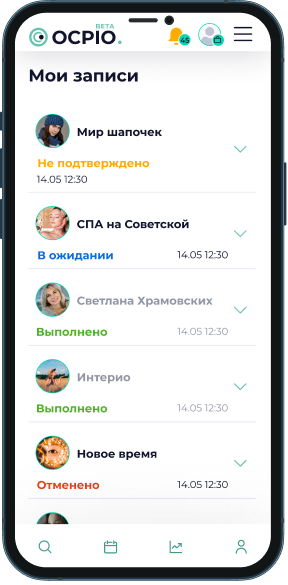 BETA
ОСРІО.
45
Мои записи
Мир шапочек
Не подтверждено
14.05 12:30
СПА на Советской
В ожидании 14.05 12:30
Светлана Храмовских
Выполнено 14.05 12:30
Интерио
Выполнено 14.05 12:30
Новое время
Отменено 14.05 12:30